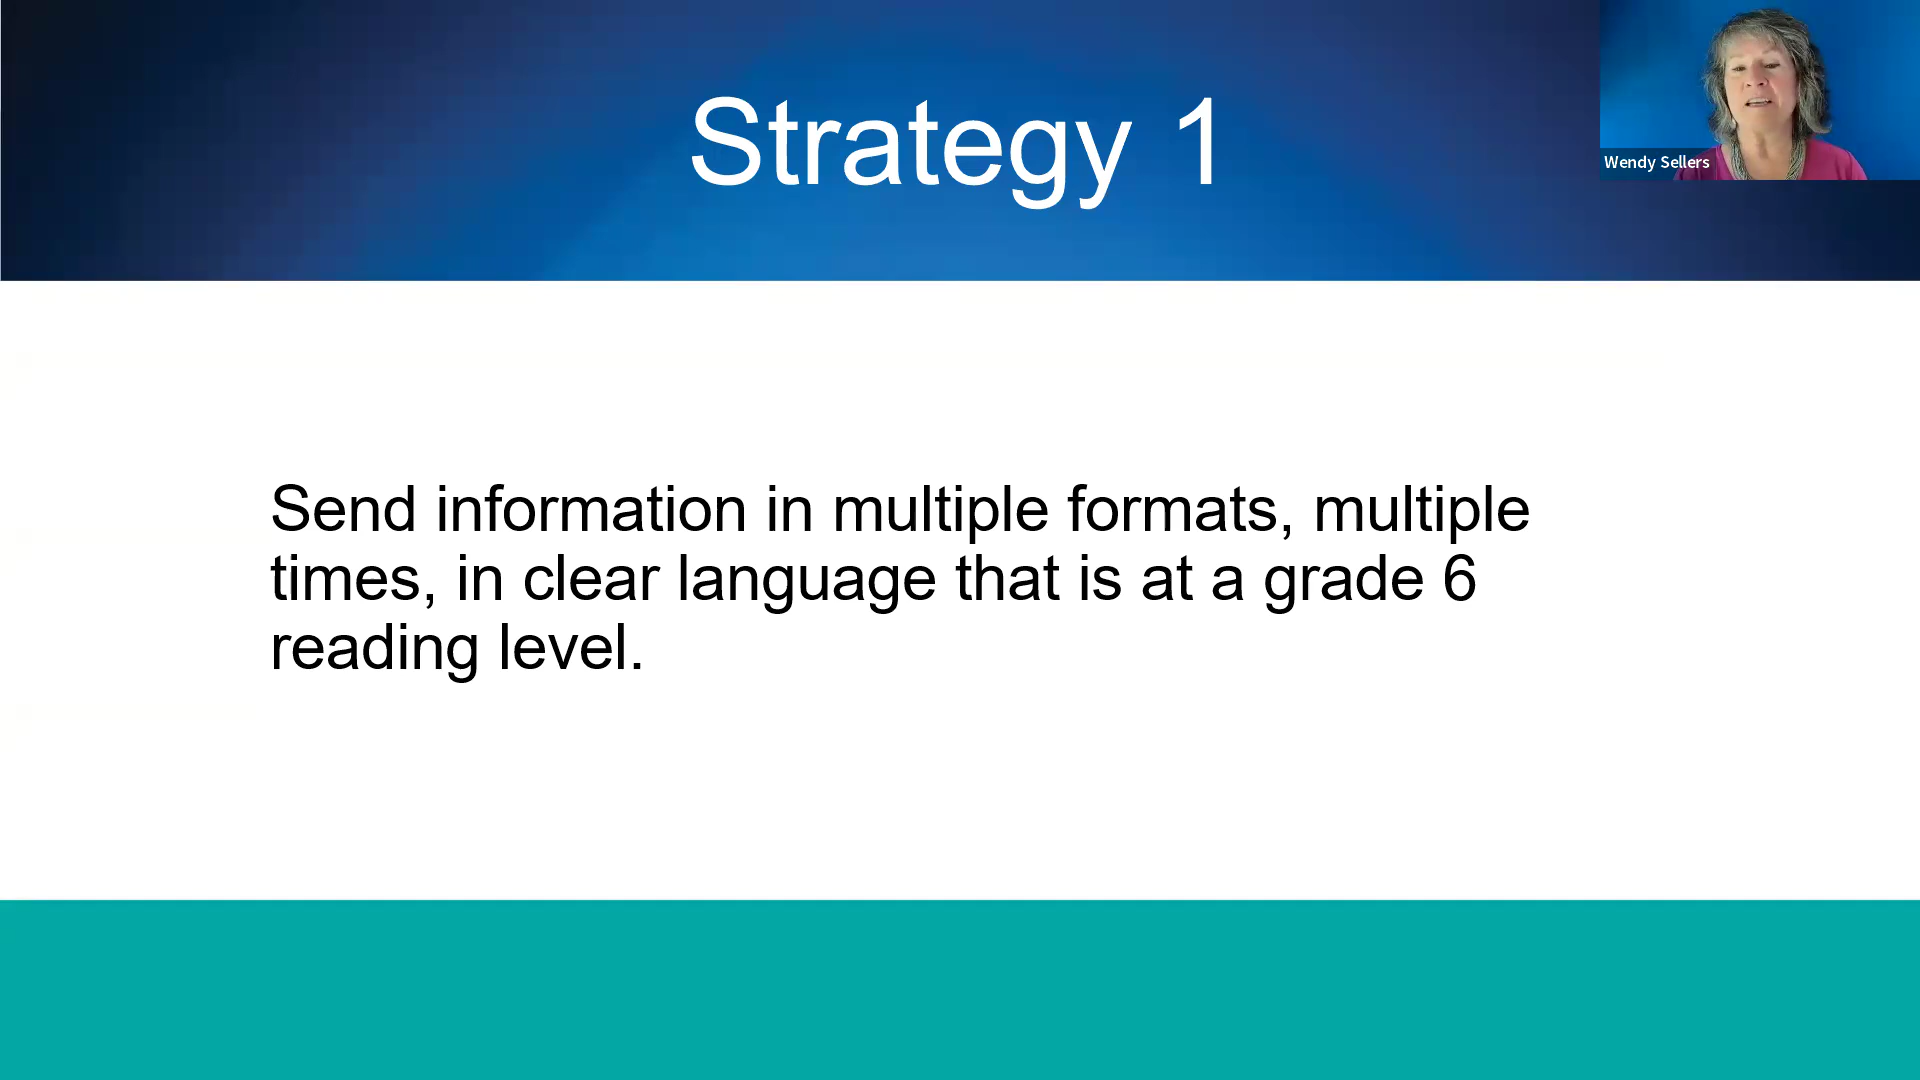 Strategy 1
Wendy Sellers
Send information in multiple formats, multiple
times, in clear language that is at a grade 6
reading level.